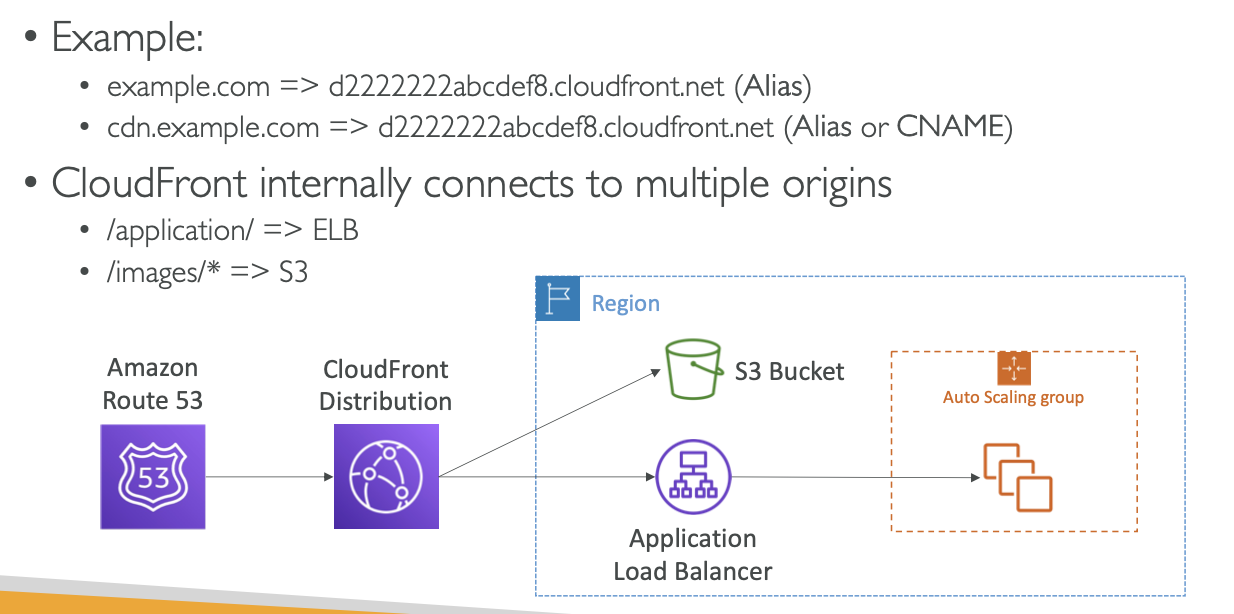 • Example:
• example.com => d2222222abcdef8.cloudfront.net (Alias)
• cdn.example.com => d2222222abcdef8.cloudfront.net (Alias or CNAME)
• CloudFront internally connects to multiple origins
• /application/ => ELB
• /images/* => S3
Region
Amazon
Route 53
CloudFront
Distribution
S3 Bucket
Auto Scaling group
53
Application
Load Balancer